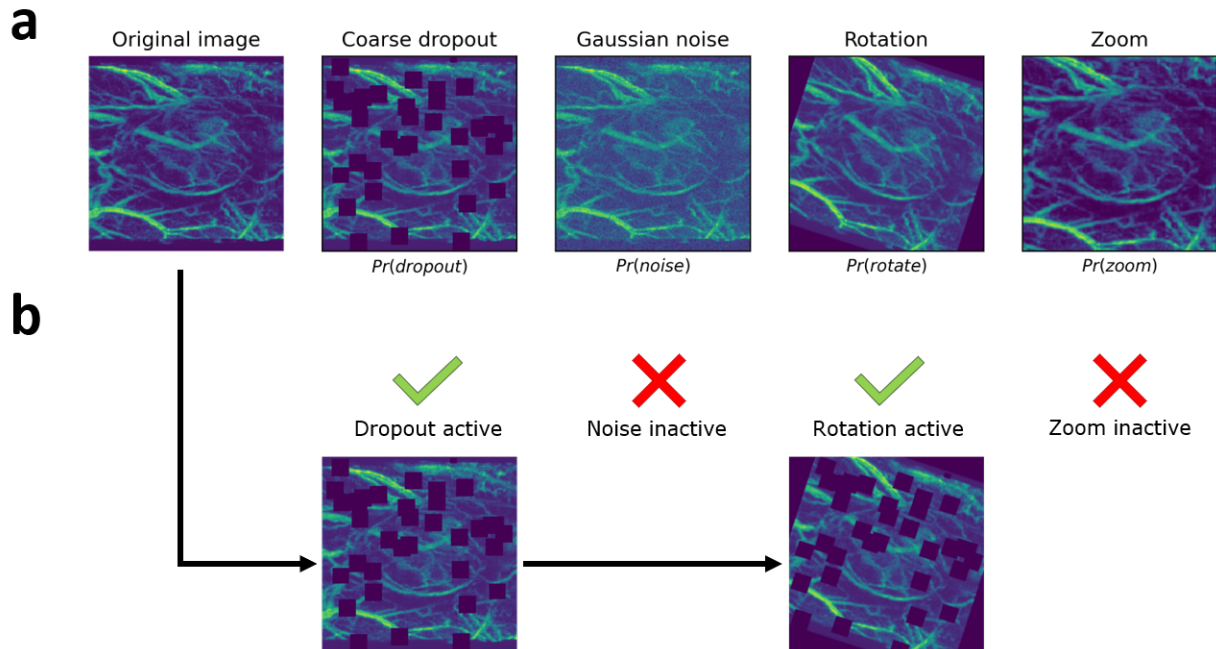 a
Original image
Coarse dropout
Gaussian noise
Rotation
Zoom
Pr(dropout)
Pr(noise)
Pr(rotate)
Pr(zoom)
b
Dropout active
Noise inactive
Rotation active
Zoom inactive